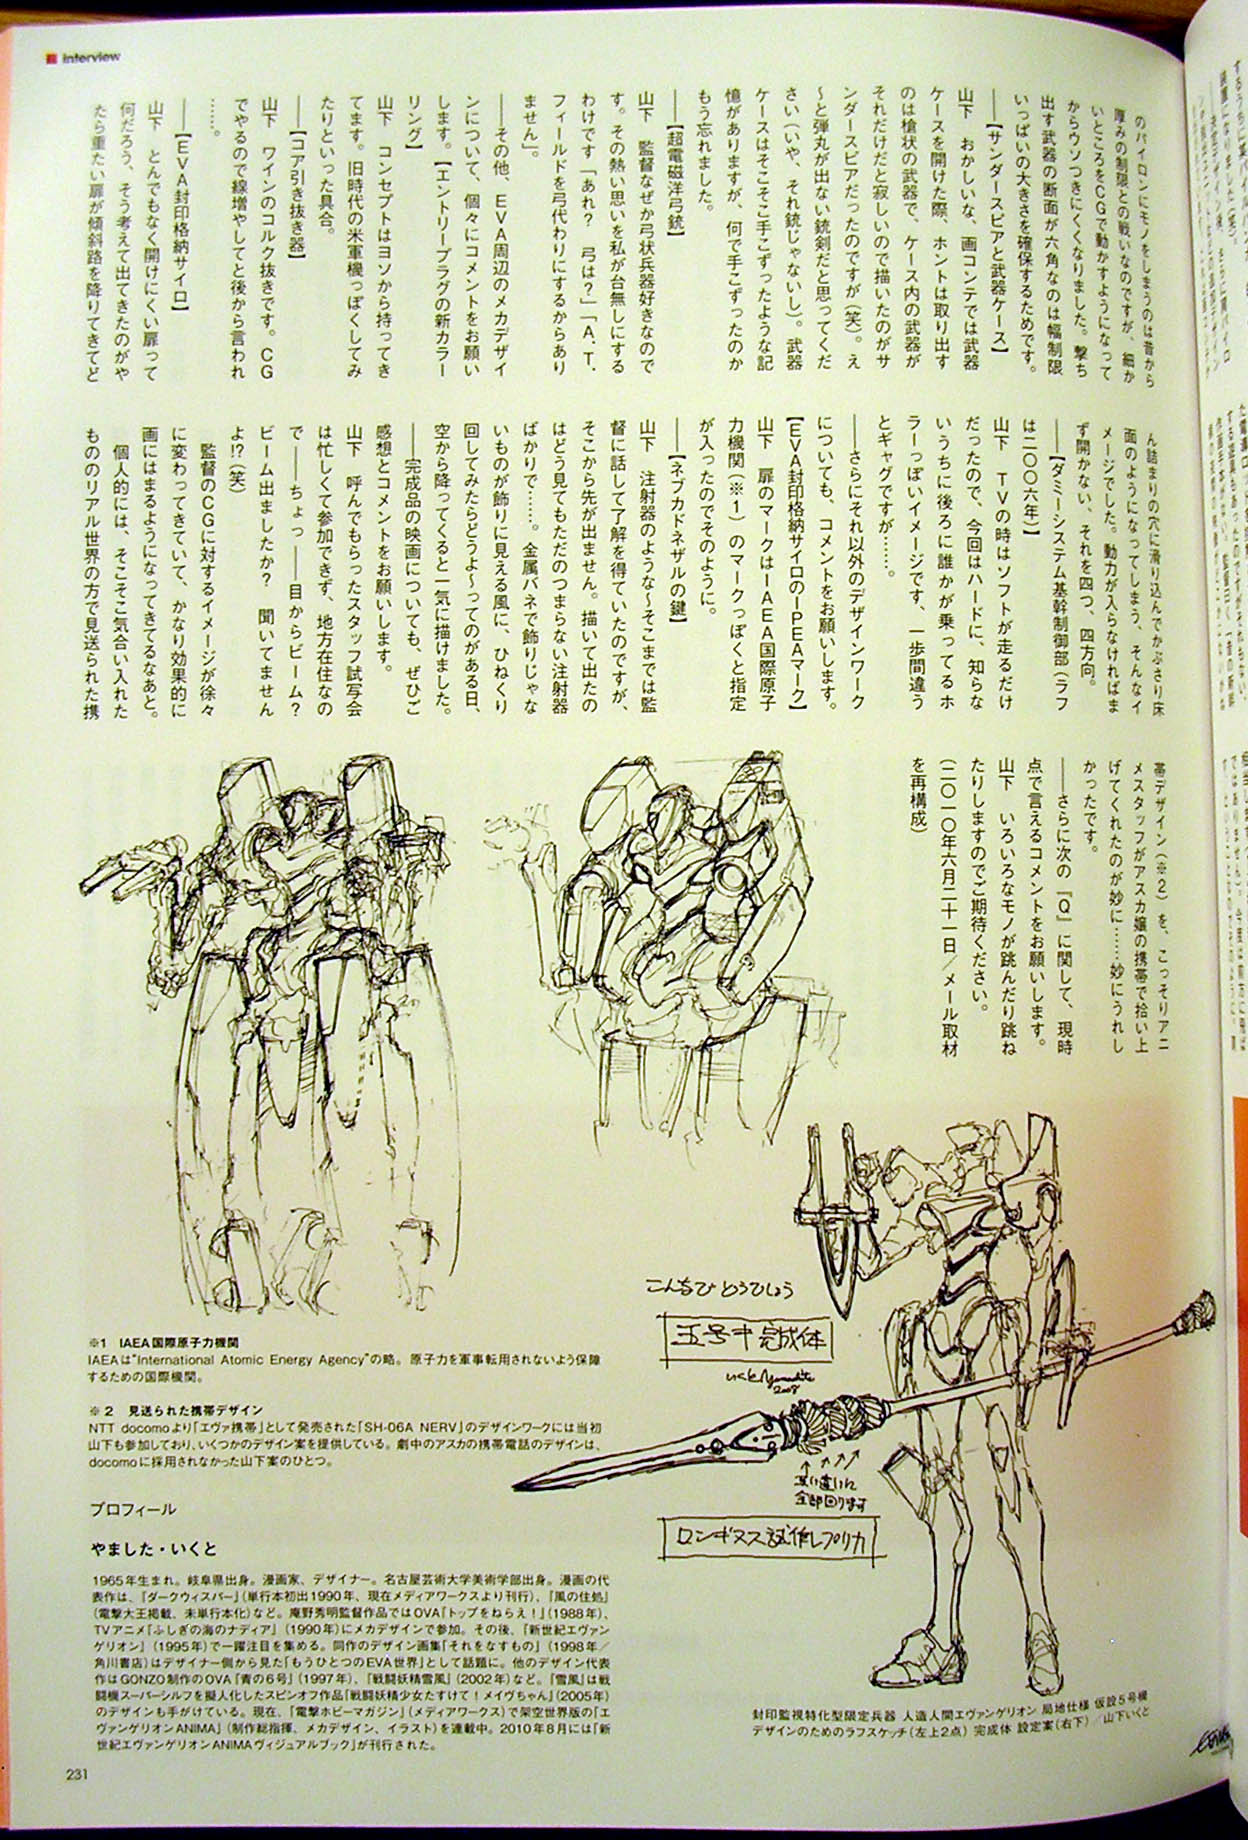 interview
のパイロンにモノをしまうのは昔から
厚みの制限との戦いなのですが、細か
いところをCGで動かすようになって
からウソつきにくくなりました。撃ち
出す武器の断面が六角なのは幅制限
いっぱいの大きさを確保するためです。
――【サンダースピアと武器ケース】
山下　おかしいな、画コンテでは武器
ケースを開けた際、ホントは取り出す
のは槍状の武器で、ケース内の武器が
それだけだと寂しいので描いたのがサ
ンダースピアだったのですが（笑）。え
〜と弾丸が出ない銃剣だと思ってくだ
さい（いや、それ銃じゃないし）。武器
ケースはそこそこ手こずったような記
憶がありますが、何で手こずったのか
もう忘れました。
――【超電磁洋弓銃】
山下　監督なぜか弓状兵器好きなので
す。その熱い思いを私が台無しにする
わけです「あれ？　弓は？」「A.T.
フィールドを弓代わりにするからあり
ません」。
――その他、EVA周辺のメカデザイ
ンについて、個々にコメントをお願い
します。【エントリープラグの新カラー
リング】
山下　コンセプトはヨソから持ってき
てます。旧時代の米軍機っぽくしてみ
たりといった具合。
――【コア引き抜き器】
山下　ワインのコルク抜きです。CG
でやるので線増やしてと後から言われ
……。
――【EVA封印格納サイロ】
山下　とんでもなく開けにくい扉って
何だろう、そう考えて出てきたのがや
たら重たい扉が傾斜路を降りてきてど
ん詰まりの穴に滑り込んでかぶさり床
面のようになってしまう、そんなイ
メージでした。動力が入らなければま
ず開かない、それを四つ、四方向。
――【ダミーシステム基幹制御部（ラフ
は二〇〇六年）】
山下　TVの時はソフトが走るだけ
だったので、今回はハードに、知らな
いうちに後ろに誰かが乗ってるホ
ラーっぽいイメージです、一歩間違う
とギャグですが……。
――さらにそれ以外のデザインワーク
についても、コメントをお願いします。
【EVA封印格納サイロのIPEAマーク】
山下　扉のマークはIAEA国際原子
力機関（※1）のマークっぽくと指定
が入ったのでそのように。
――【ネブカドネザルの鍵】
山下　注射器のような〜そこまでは監
督に話して了解を得ていたのですが、
そこから先が出ません。描いて出たの
はどう見てもただのつまらない注射器
ばかりで……。金属バネで飾りじゃな
いものが飾りに見える風に、ひねくり
回してみたらどうよ〜ってのがある日、
空から降ってくると一気に描けました。
――完成品の映画についても、ぜひご
感想とコメントをお願いします。
山下　呼んでもらったスタッフ試写会
は忙しくて参加できず、地方在住なの
で――ちょっ――目からビーム？
ビーム出ましたか？　聞いてません
よ!?（笑）
　監督のCGに対するイメージが徐々
に変わってきていて、かなり効果的に
画にはまるようになってきてるなあと。
　個人的には、そこそこ気合い入れた
もののリアル世界の方で見送られた携
帯デザイン（※2）を、こっそりアニ
メスタッフがアスカ嬢の携帯で拾い上
げてくれたのが妙に……妙にうれし
かったです。
――さらに次の『Q』に関して、現時
点で言えるコメントをお願いします。
山下　いろいろなモノが跳んだり跳ね
たりしますのでご期待ください。
（二〇一〇年六月二十一日／メール取材
を再構成）
こんちひ とうひしょう
五号キ 完成体
いくと Yamashita
2008
互い違いに
全部回ります
ロンギヌス試作レプリカ
※1　IAEA国際原子力機関
IAEAは"International Atomic Energy Agency"の略。原子力を軍事転用されないよう保障
するための国際機関。
※2　見送られた携帯デザイン
NTT docomoより「エヴァ携帯」として発売された「SH-06A NERV」のデザインワークには当初
山下も参加しており、いくつかのデザイン案を提供している。劇中のアスカの携帯電話のデザインは、
docomoに採用されなかった山下案のひとつ。
プロフィール
やました・いくと
1965年生まれ。岐阜県出身。漫画家、デザイナー。名古屋芸術大学美術学部出身。漫画の代
表作は、『ダークウィスパー』（単行本初出1990年、現在メディアワークスより刊行）、『風の住処』
（電撃大王掲載、未単行本化）など。庵野秀明監督作品ではOVA『トップをねらえ！』（1988年）、
TVアニメ『ふしぎの海のナディア』（1990年）にメカデザインで参加。その後、『新世紀エヴァン
ゲリオン』（1995年）で一躍注目を集める。同作のデザイン画集『それをなすもの』（1998年／
角川書店）はデザイナー側から見た「もうひとつのEVA世界」として話題に。他のデザイン代表
作はGONZO制作のOVA『青の6号』（1997年）、『戦闘妖精雪風』（2002年）など。『雪風』は戦
闘機スーパーシルフを擬人化したスピンオフ作品『戦闘妖精少女たすけて！メイヴちゃん』（2005年）
のデザインも手がけている。現在、『電撃ホビーマガジン』（メディアワークス）で架空世界版の『エ
ヴァンゲリオンANIMA』（制作総指揮、メカデザイン、イラスト）を連載中。2010年8月には『新
世紀エヴァンゲリオンANIMAヴィジュアルブック』が刊行された。
封印監視特化型限定兵器 人造人間エヴァンゲリオン 局地仕様 仮設5号機
デザインのためのラフスケッチ（左上2点）完成体 設定案（右下）／山下いくと
231